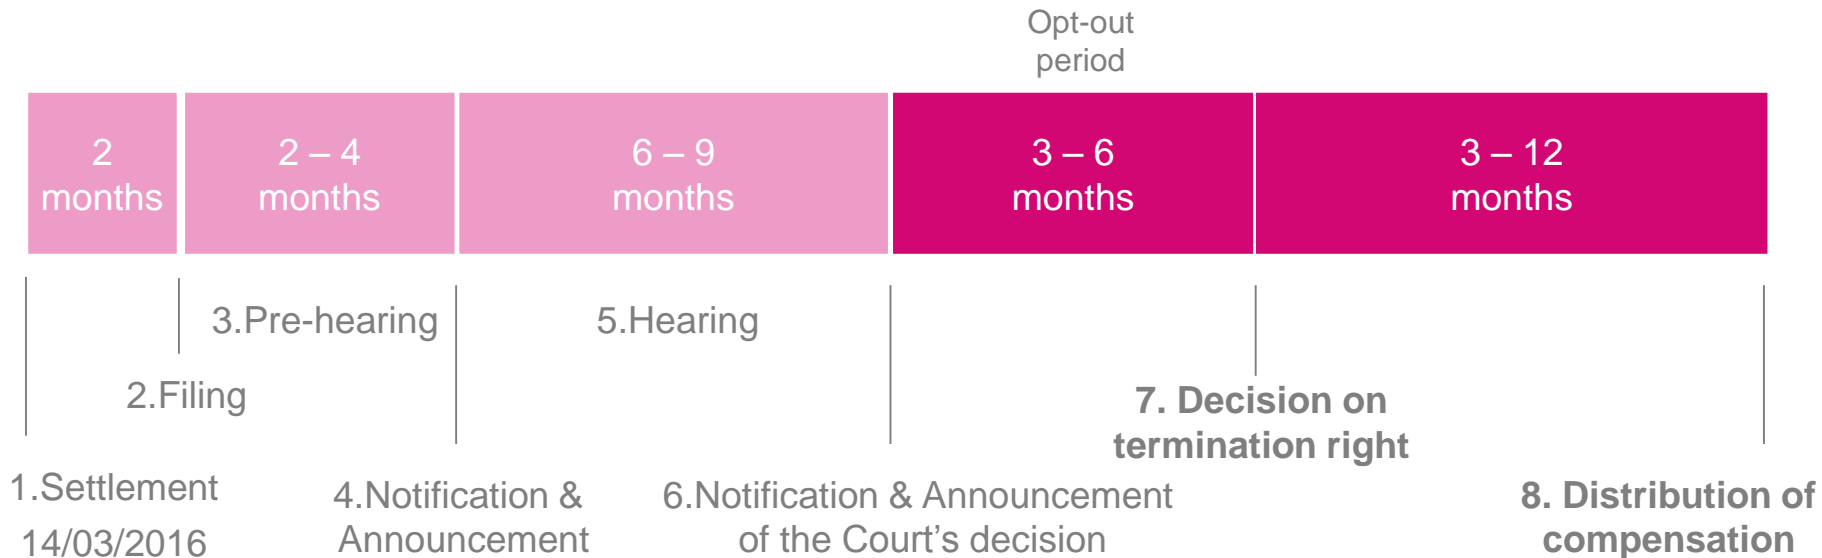 Opt-out
period
2
months
2 – 4
months
6 – 9
months
3 – 6
months
3 – 12
months
3.Pre-hearing
5.Hearing
2.Filing
7. Decision on
termination right
1.Settlement
14/03/2016
4.Notification &
Announcement
6.Notification & Announcement
of the Court’s decision
8. Distribution of
compensation